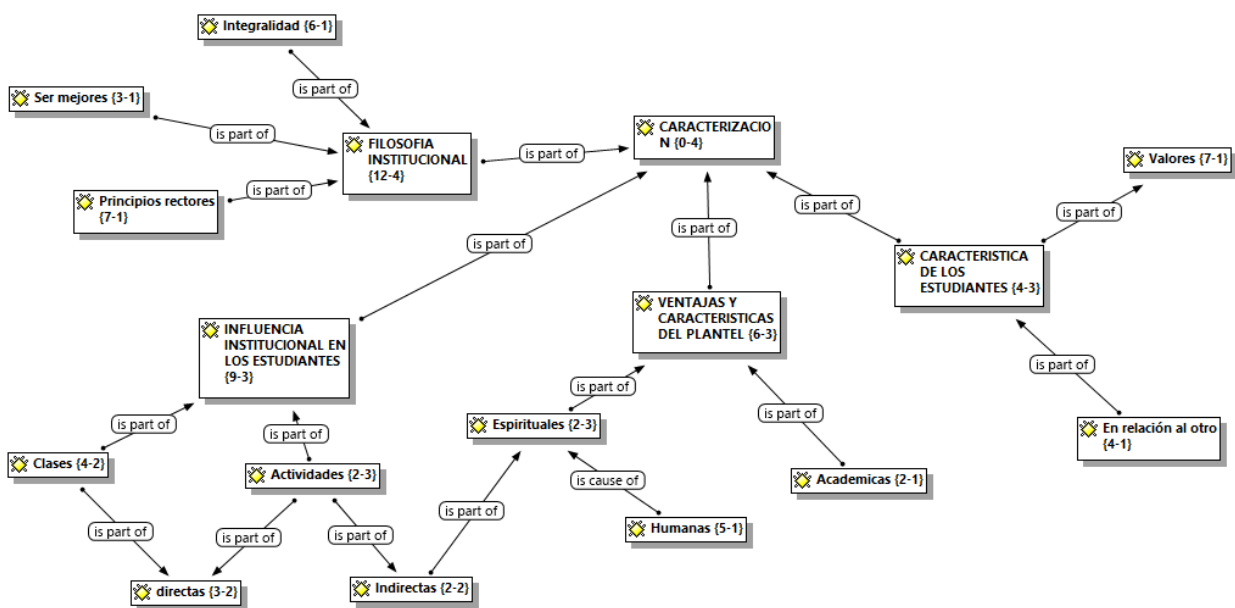 Integralidad {6-1}
is part of
Ser mejores {3-1}
is part of
FILOSOFIA
INSTITUCIONAL
{12-4}
is part of
CARACTERIZACIO
N {0-4}
Valores {7-1}
is part of
Principios rectores
{7-1}
is part of
is part of
is part of
is part of
CARACTERISTICA
DE LOS
ESTUDIANTES {4-3}
VENTAJAS Y
CARACTERISTICAS
DEL PLANTEL {6-3}
INFLUENCIA
INSTITUCIONAL EN
LOS ESTUDIANTES
{9-3}
is part of
is part of
is part of
is part of
is part of
Espirituales {2-3}
En relación al otro
{4-1}
Clases {4-2}
Actividades {2-3}
is cause of
Academicas {2-1}
is part of
is part of
is part of
is part of
Humanas {5-1}
directas {3-2}
Indirectas {2-2}